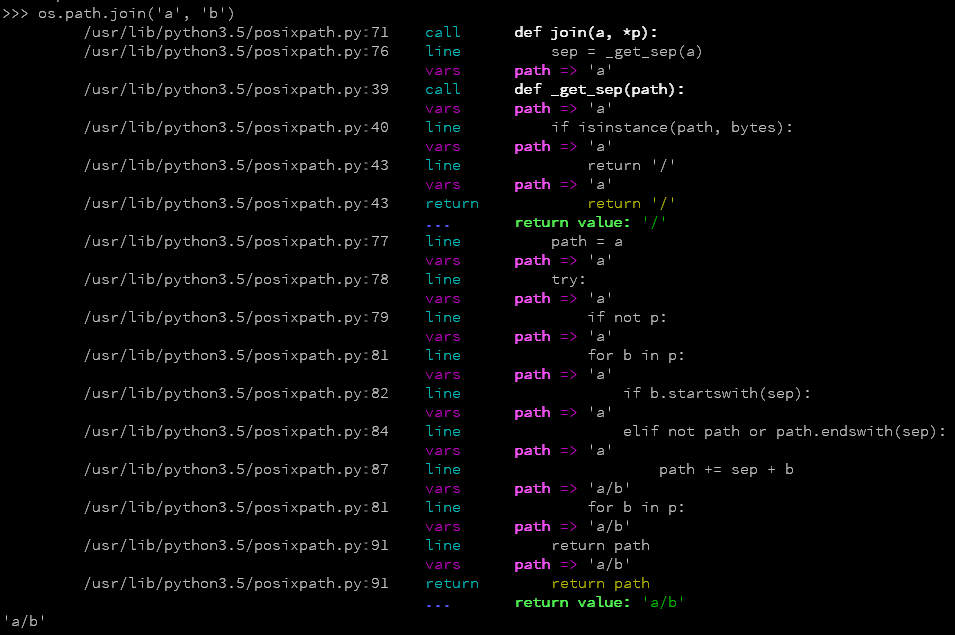 >>> os.path.join('a', 'b')
/usr/lib/python3.5/posixpath.py:71 call def join(a, *p):
/usr/lib/python3.5/posixpath.py:76 line sep = _get_sep(a)
vars path => 'a'
/usr/lib/python3.5/posixpath.py:39 call def _get_sep(path):
vars path => 'a'
/usr/lib/python3.5/posixpath.py:40 line if isinstance(path, bytes):
vars path => 'a'
/usr/lib/python3.5/posixpath.py:43 line return '/'
vars path => 'a'
/usr/lib/python3.5/posixpath.py:43 return return '/'
... return value: '/'
/usr/lib/python3.5/posixpath.py:77 line path = a
vars path => 'a'
/usr/lib/python3.5/posixpath.py:78 line try:
vars path => 'a'
/usr/lib/python3.5/posixpath.py:79 line if not p:
vars path => 'a'
/usr/lib/python3.5/posixpath.py:81 line for b in p:
vars path => 'a'
/usr/lib/python3.5/posixpath.py:82 line if b.startswith(sep):
vars path => 'a'
/usr/lib/python3.5/posixpath.py:84 line elif not path or path.endswith(sep):
vars path => 'a'
/usr/lib/python3.5/posixpath.py:87 line path += sep + b
vars path => 'a/b'
/usr/lib/python3.5/posixpath.py:81 line for b in p:
vars path => 'a/b'
/usr/lib/python3.5/posixpath.py:91 line return path
vars path => 'a/b'
/usr/lib/python3.5/posixpath.py:91 return return path
... return value: 'a/b'
'a/b'